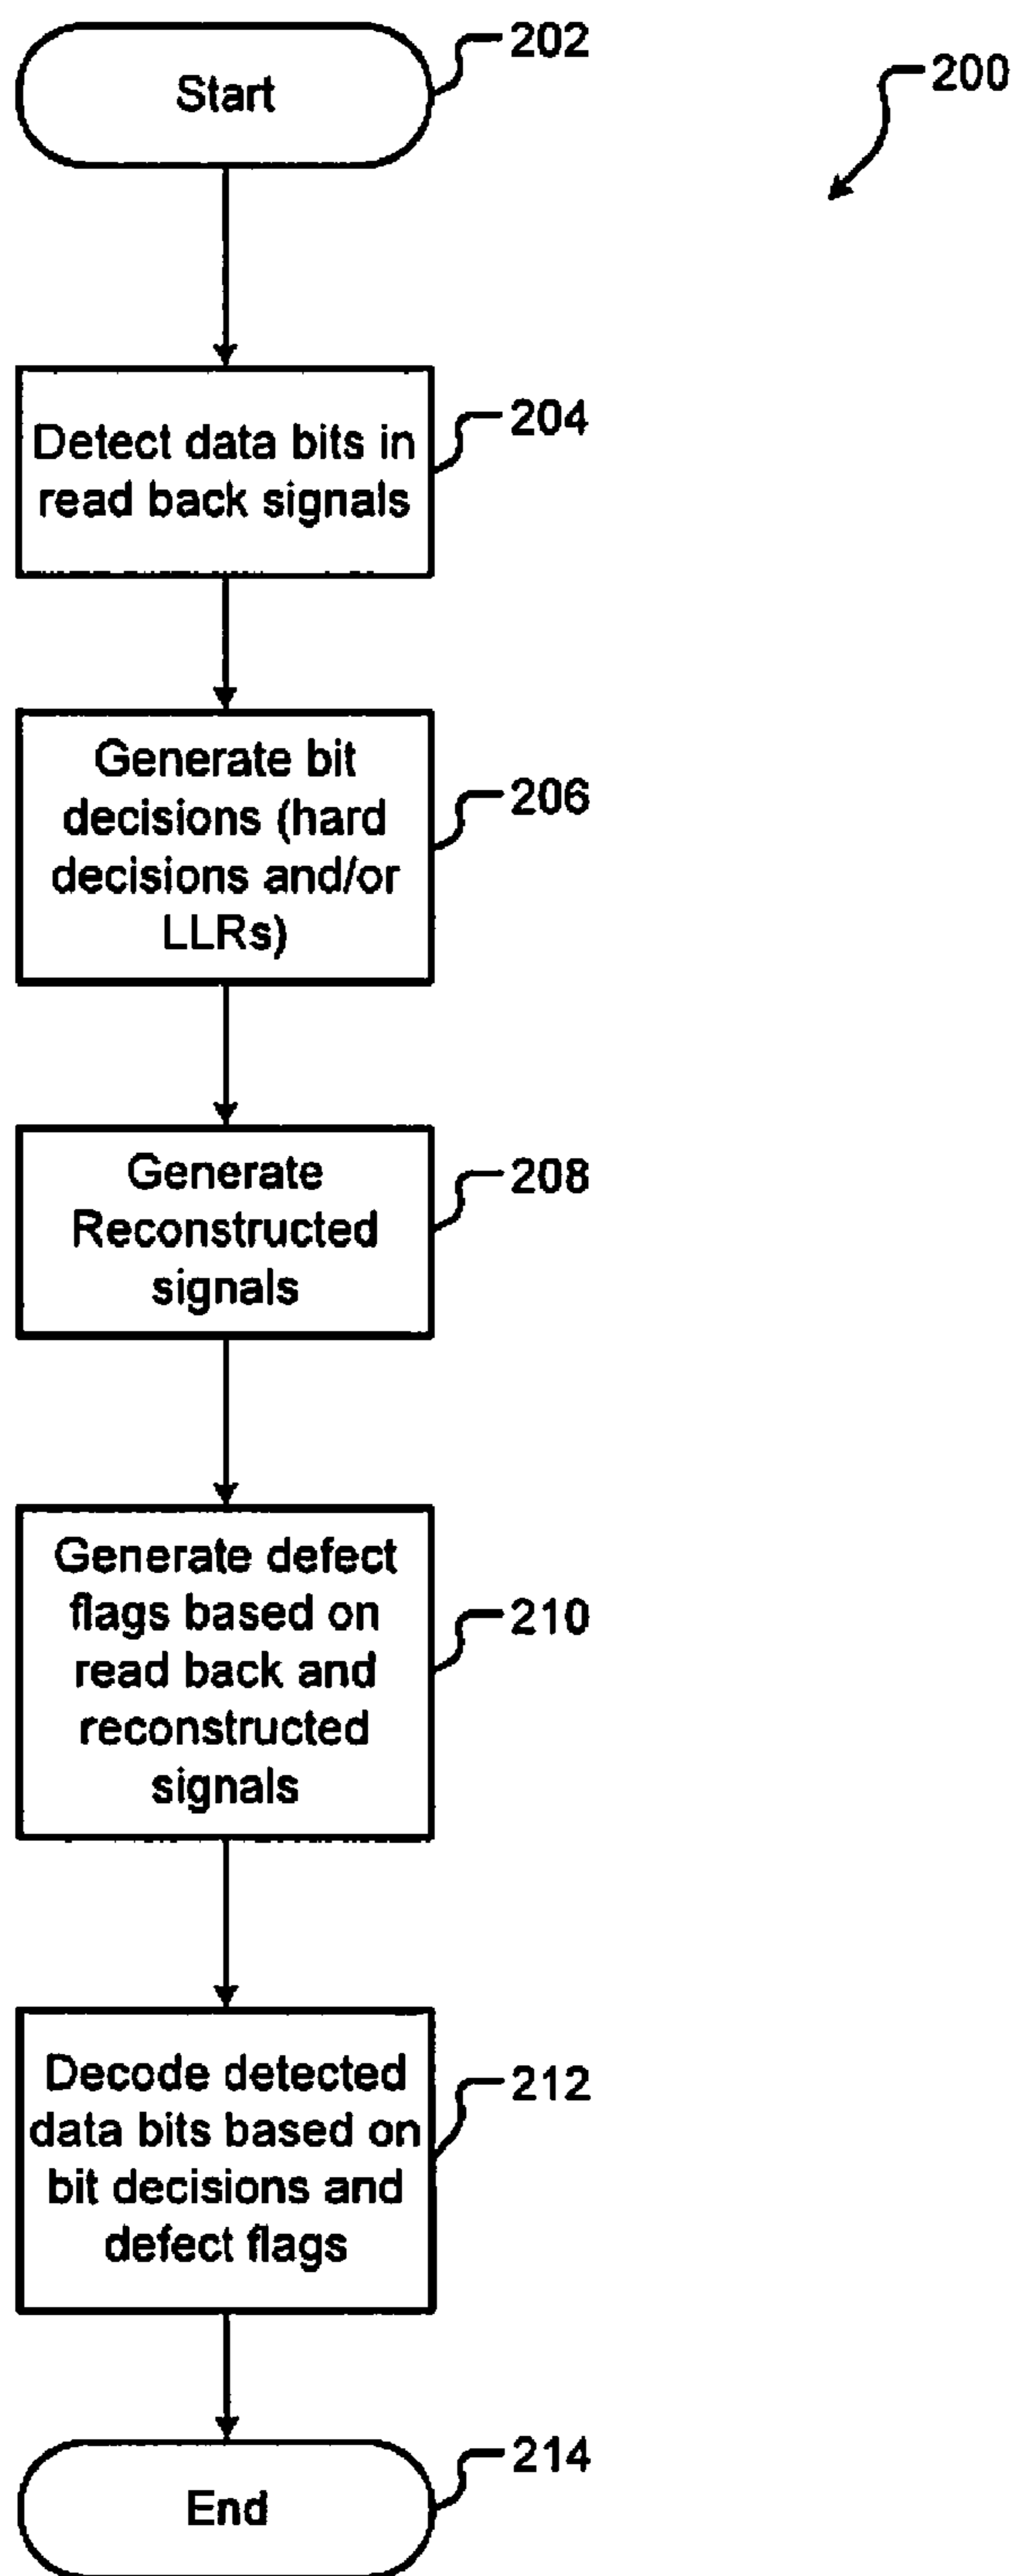 202
Start
200
204
Detect data bits in
read back signals
Generate bit
decisions (hard
decisions and/or
LLRs)
206
Generate
Reconstructed
signals
208
Generate defect
flags based on
read back and
reconstructed
signals
210
Decode detected
data bits based on
bit decisions and
defect flags
212
End
214